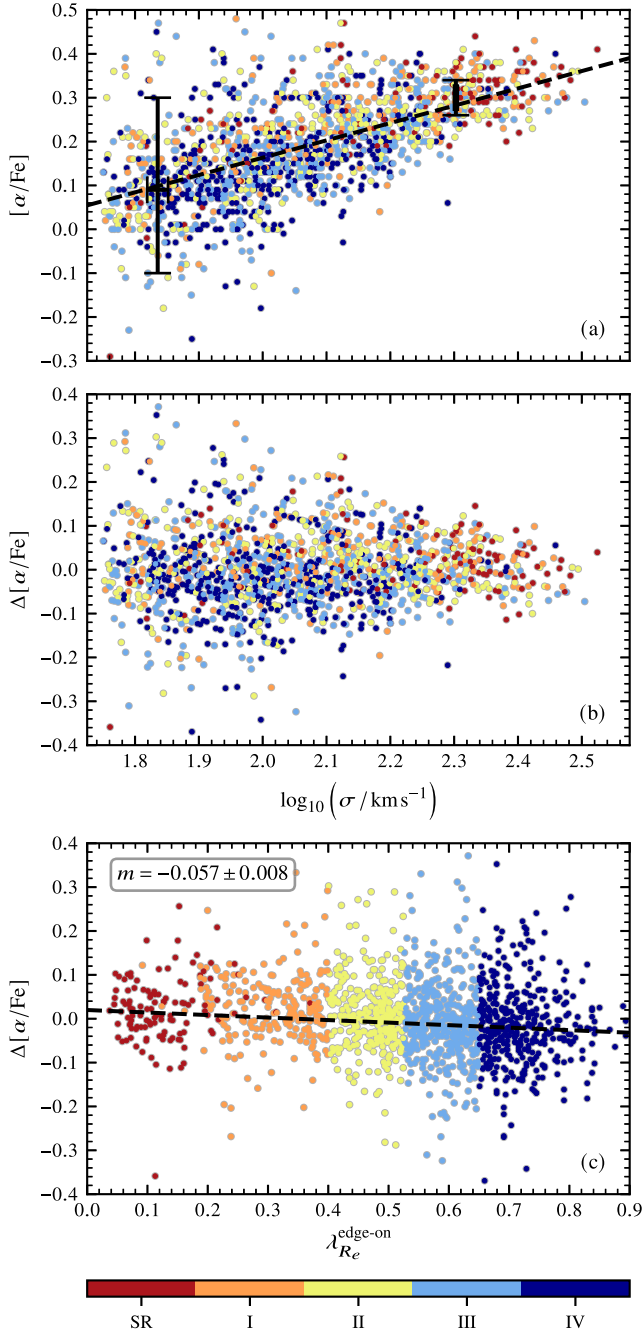 0.5
0.4
0.3
0.2
0.1
0.0
−0.1
−0.2
−0.3
[α/Fe]
(a)
0.4
0.3
0.2
0.1
0.0
−0.1
−0.2
−0.3
−0.4
Δ[α/Fe]
(b)
1.8 1.9 2.0 2.1 2.2 2.3 2.4 2.5
log₁₀(σ/km s⁻¹)
0.4
0.3
0.2
0.1
0.0
−0.1
−0.2
−0.3
−0.4
Δ[α/Fe]
m = −0.057 ± 0.008
(c)
0.0 0.1 0.2 0.3 0.4 0.5 0.6 0.7 0.8 0.9
λ_{R_e}^{edge-on}
SR I II III IV